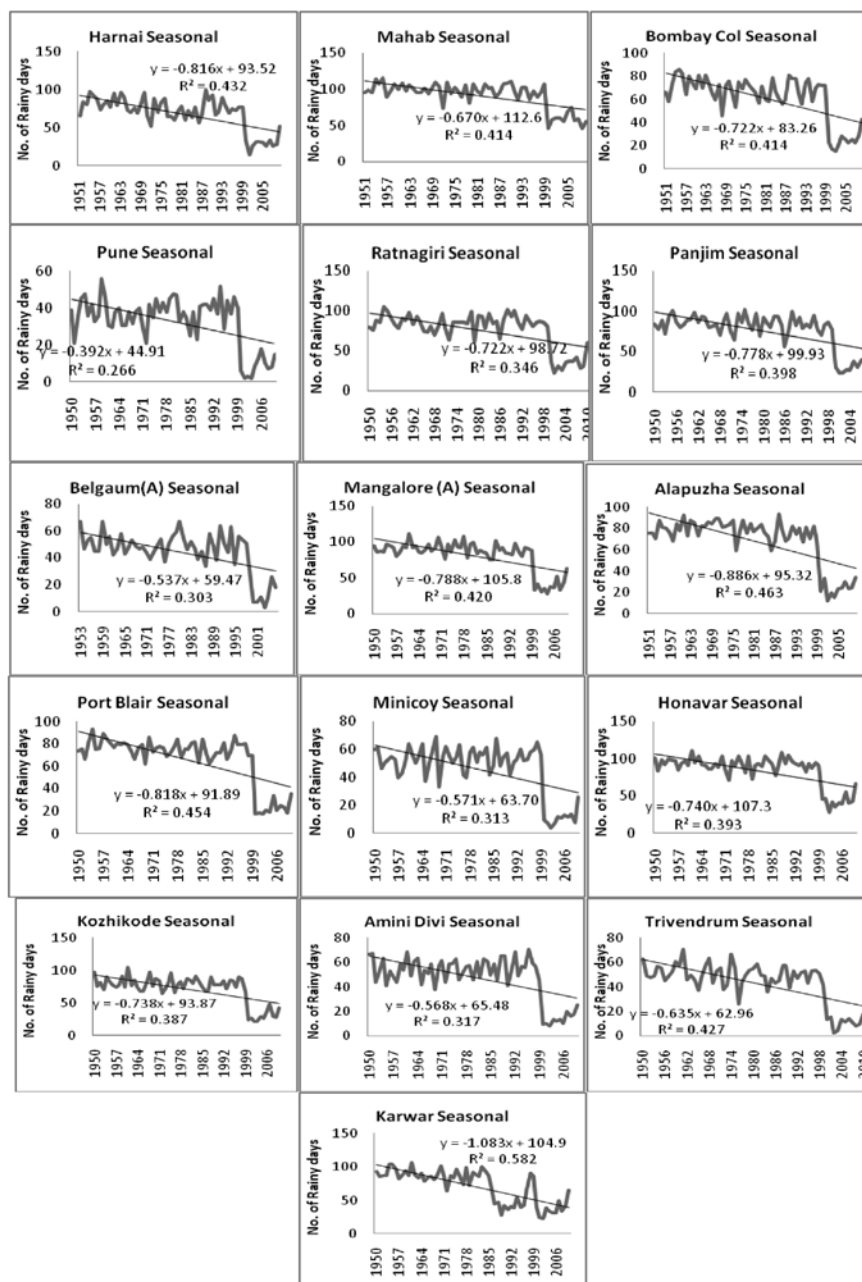 Harnai Seasonal
No. of Rainy days
150
100
50
0
y = -0.816x + 93.52
R² = 0.432
1951 1957 1963 1969 1975 1981 1987 1993 1999 2005
Mahab Seasonal
150
100
50
0
y = -0.670x + 112.6
R² = 0.414
1951 1957 1963 1969 1975 1981 1987 1993 1999 2005
Bombay Col Seasonal
No. of Rainy days
100
80
60
40
20
0
y = -0.722x + 83.26
R² = 0.414
1951 1957 1963 1969 1975 1981 1987 1993 1999 2005
Pune Seasonal
No. of Rainy days
60
40
20
0
y = -0.392x + 44.91
R² = 0.266
1950 1957 1964 1971 1978 1985 1992 1999 2006
Ratnagiri Seasonal
No. of Rainy days
150
100
50
0
y = -0.722x + 98.72
R² = 0.346
1950 1956 1962 1968 1974 1980 1986 1992 1998 2004 2010
Panjim Seasonal
No. of Rainy days
150
100
50
0
y = -0.778x + 99.93
R² = 0.398
1950 1956 1962 1968 1974 1980 1986 1992 1998 2004
Belgaum(A) Seasonal
No. of Rainy days
80
60
40
20
0
y = -0.537x + 59.47
R² = 0.303
1953 1959 1965 1971 1977 1983 1989 1995 2001
Mangalore (A) Seasonal
No. of Rainy days
150
100
50
0
y = -0.788x + 105.8
R² = 0.420
1950 1957 1964 1971 1978 1985 1992 1999 2006
Alapuzha Seasonal
No. of Rainy days
100
80
60
40
20
0
y = -0.886x + 95.32
R² = 0.463
1951 1957 1963 1969 1975 1981 1987 1993 1999 2005
Port Blair Seasonal
No. of Rainy days
100
80
60
40
20
0
y = -0.818x + 91.89
R² = 0.454
1950 1957 1964 1971 1978 1985 1992 1999 2006
Minicoy Seasonal
No. of Rainy days
80
60
40
20
0
y = -0.571x + 63.70
R² = 0.313
1950 1957 1964 1971 1978 1985 1992 1999 2006
Honavar Seasonal
No. of Rainy days
150
100
50
0
y = -0.740x + 107.3
R² = 0.393
1950 1957 1964 1971 1978 1985 1992 1999 2006
Kozhikode Seasonal
No. of Rainy days
150
100
50
0
y = -0.738x + 93.87
R² = 0.387
1950 1957 1964 1971 1978 1985 1992 1999 2006
Amini Divi Seasonal
No. of Rainy days
80
60
40
20
0
y = -0.568x + 65.48
R² = 0.317
1950 1957 1964 1971 1978 1985 1992 1999 2006
Trivendrum Seasonal
No. of Rainy days
80
60
40
20
0
y = -0.635x + 62.96
R² = 0.427
1950 1956 1962 1968 1974 1980 1986 1992 1998 2004 2010
Karwar Seasonal
No. of Rainy days
150
100
50
0
y = -1.083x + 104.9
R² = 0.582
1950 1957 1964 1971 1978 1985 1992 1999 2006